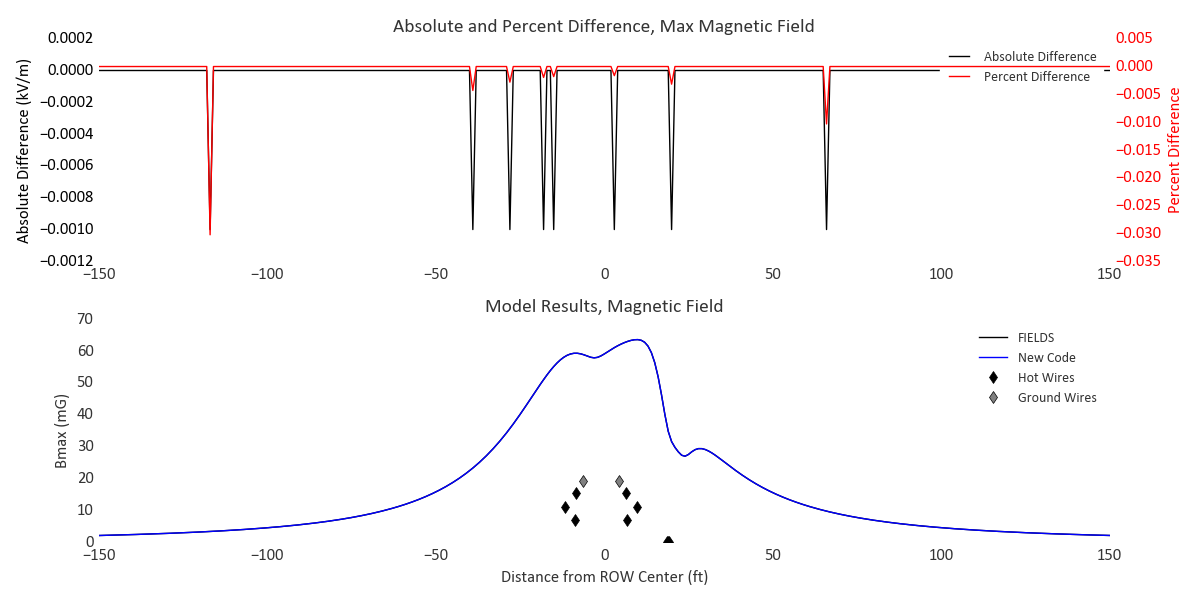 Absolute and Percent Difference, Max Magnetic Field
Absolute Difference (kV/m)
0.0002
0.0000
−0.0002
−0.0004
−0.0006
−0.0008
−0.0010
−0.0012
Absolute Difference
Percent Difference
0.005
0.000
−0.005
−0.010
−0.015
−0.020
−0.025
−0.030
−0.035
Percent Difference
−150 −100 −50 0 50 100 150
Model Results, Magnetic Field
Bmax (mG)
70
60
50
40
30
20
10
0
FIELDS
New Code
Hot Wires
Ground Wires
−150 −100 −50 0 50 100 150
Distance from ROW Center (ft)